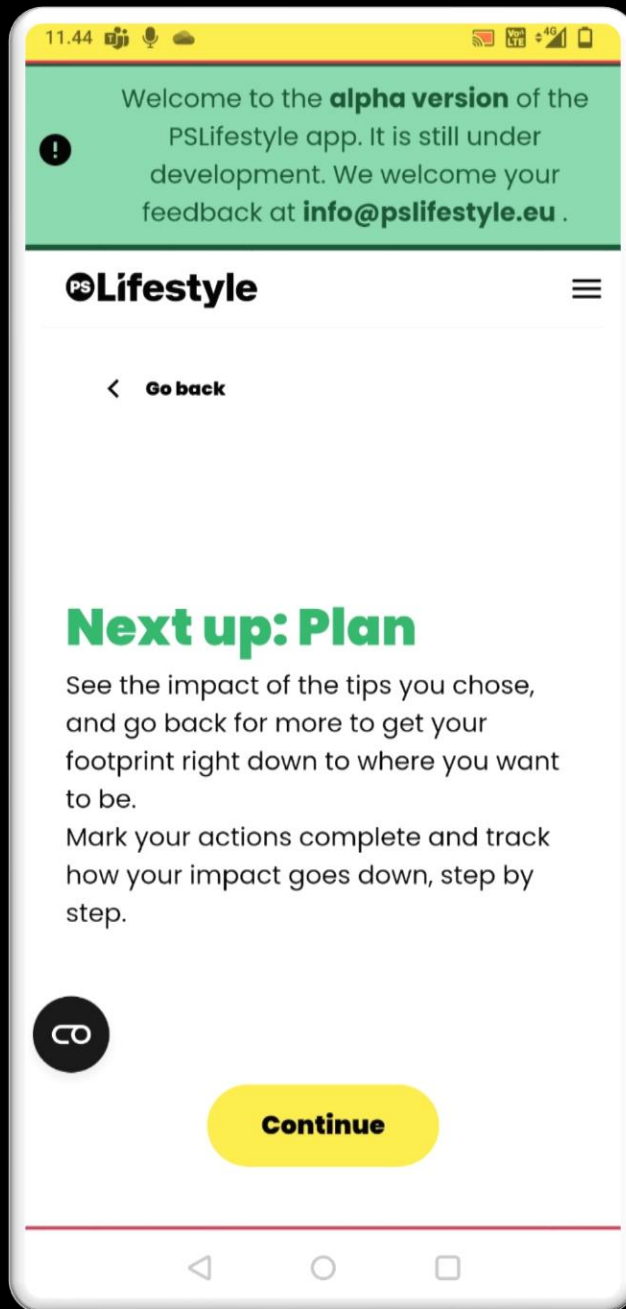 11.44
VoI LTE 4G
Welcome to the alpha version of the
PSLifestyle app. It is still under
development. We welcome your
feedback at info@pslifestyle.eu .
PS Lifestyle
Go back
Next up: Plan
See the impact of the tips you chose,
and go back for more to get your
footprint right down to where you want
to be.
Mark your actions complete and track
how your impact goes down, step by
step.
Continue